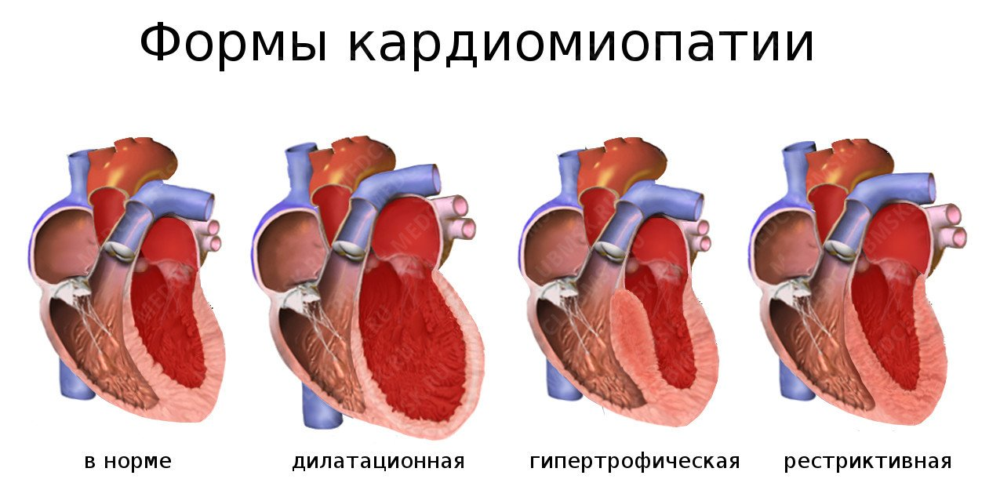 Формы кардиомиопатии
в норме
дилатационная
гипертрофическая
рестриктивная